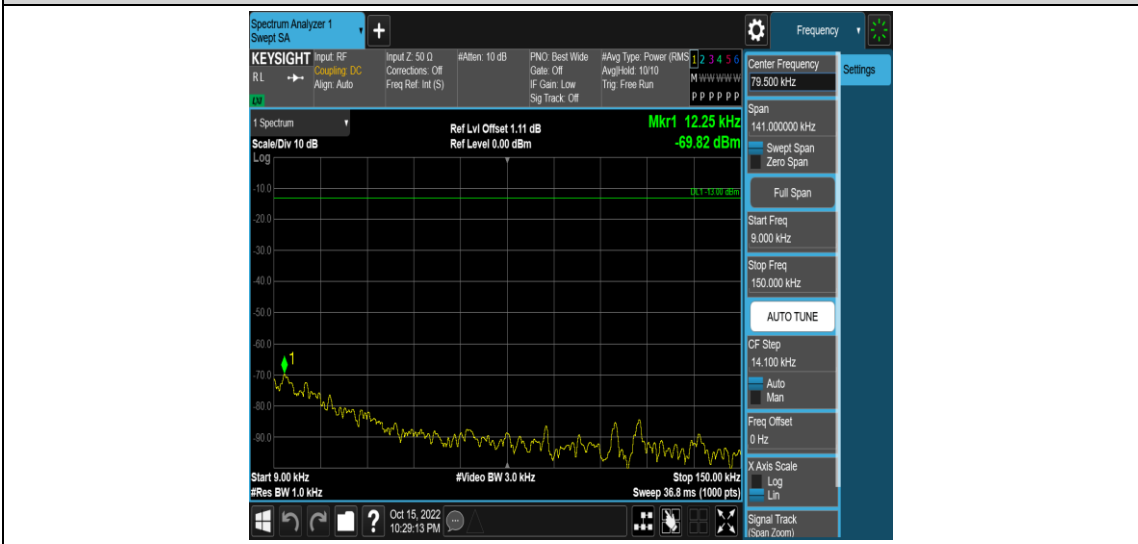 Spectrum Analyzer 1
Swept SA
+
Frequency
KEYSIGHT
RL
LXI
Input: RF
Coupling: DC
Align: Auto
Input Z: 50 Ω
Corrections: Off
Freq Ref: Int (S)
#Atten: 10 dB
PNO: Best Wide
Gate: Off
IF Gain: Low
Sig Track: Off
#Avg Type: Power (RMS
Avg|Hold: 10/10
Trig: Free Run
1 2 3 4 5 6
M W W W W W
P P P P P P
1 Spectrum
Scale/Div 10 dB
Log
Ref Lvl Offset 1.11 dB
Ref Level 0.00 dBm
Mkr1 12.25 kHz
-69.82 dBm
-10.0
DL1 -13.00 dBm
-20.0
-30.0
-40.0
-50.0
-60.0
1
-70.0
-80.0
-90.0
Start 9.00 kHz
#Video BW 3.0 kHz
Stop 150.00 kHz
#Res BW 1.0 kHz
Sweep 36.8 ms (1000 pts)
?
Oct 15, 2022
10:29:13 PM
Center Frequency
79.500 kHz
Settings
Span
141.000000 kHz
Swept Span
Zero Span
Full Span
Start Freq
9.000 kHz
Stop Freq
150.000 kHz
AUTO TUNE
CF Step
14.100 kHz
Auto
Man
Freq Offset
0 Hz
X Axis Scale
Log
Lin
Signal Track
(Span Zoom)